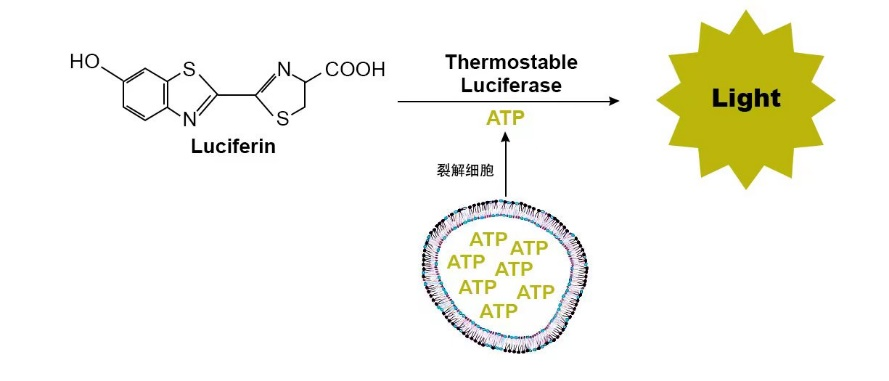 HO
S
N
N
S
COOH
Luciferin
Thermostable
Luciferase
ATP
Light
裂解细胞
ATP
ATP
ATP
ATP
ATP
ATP
ATP